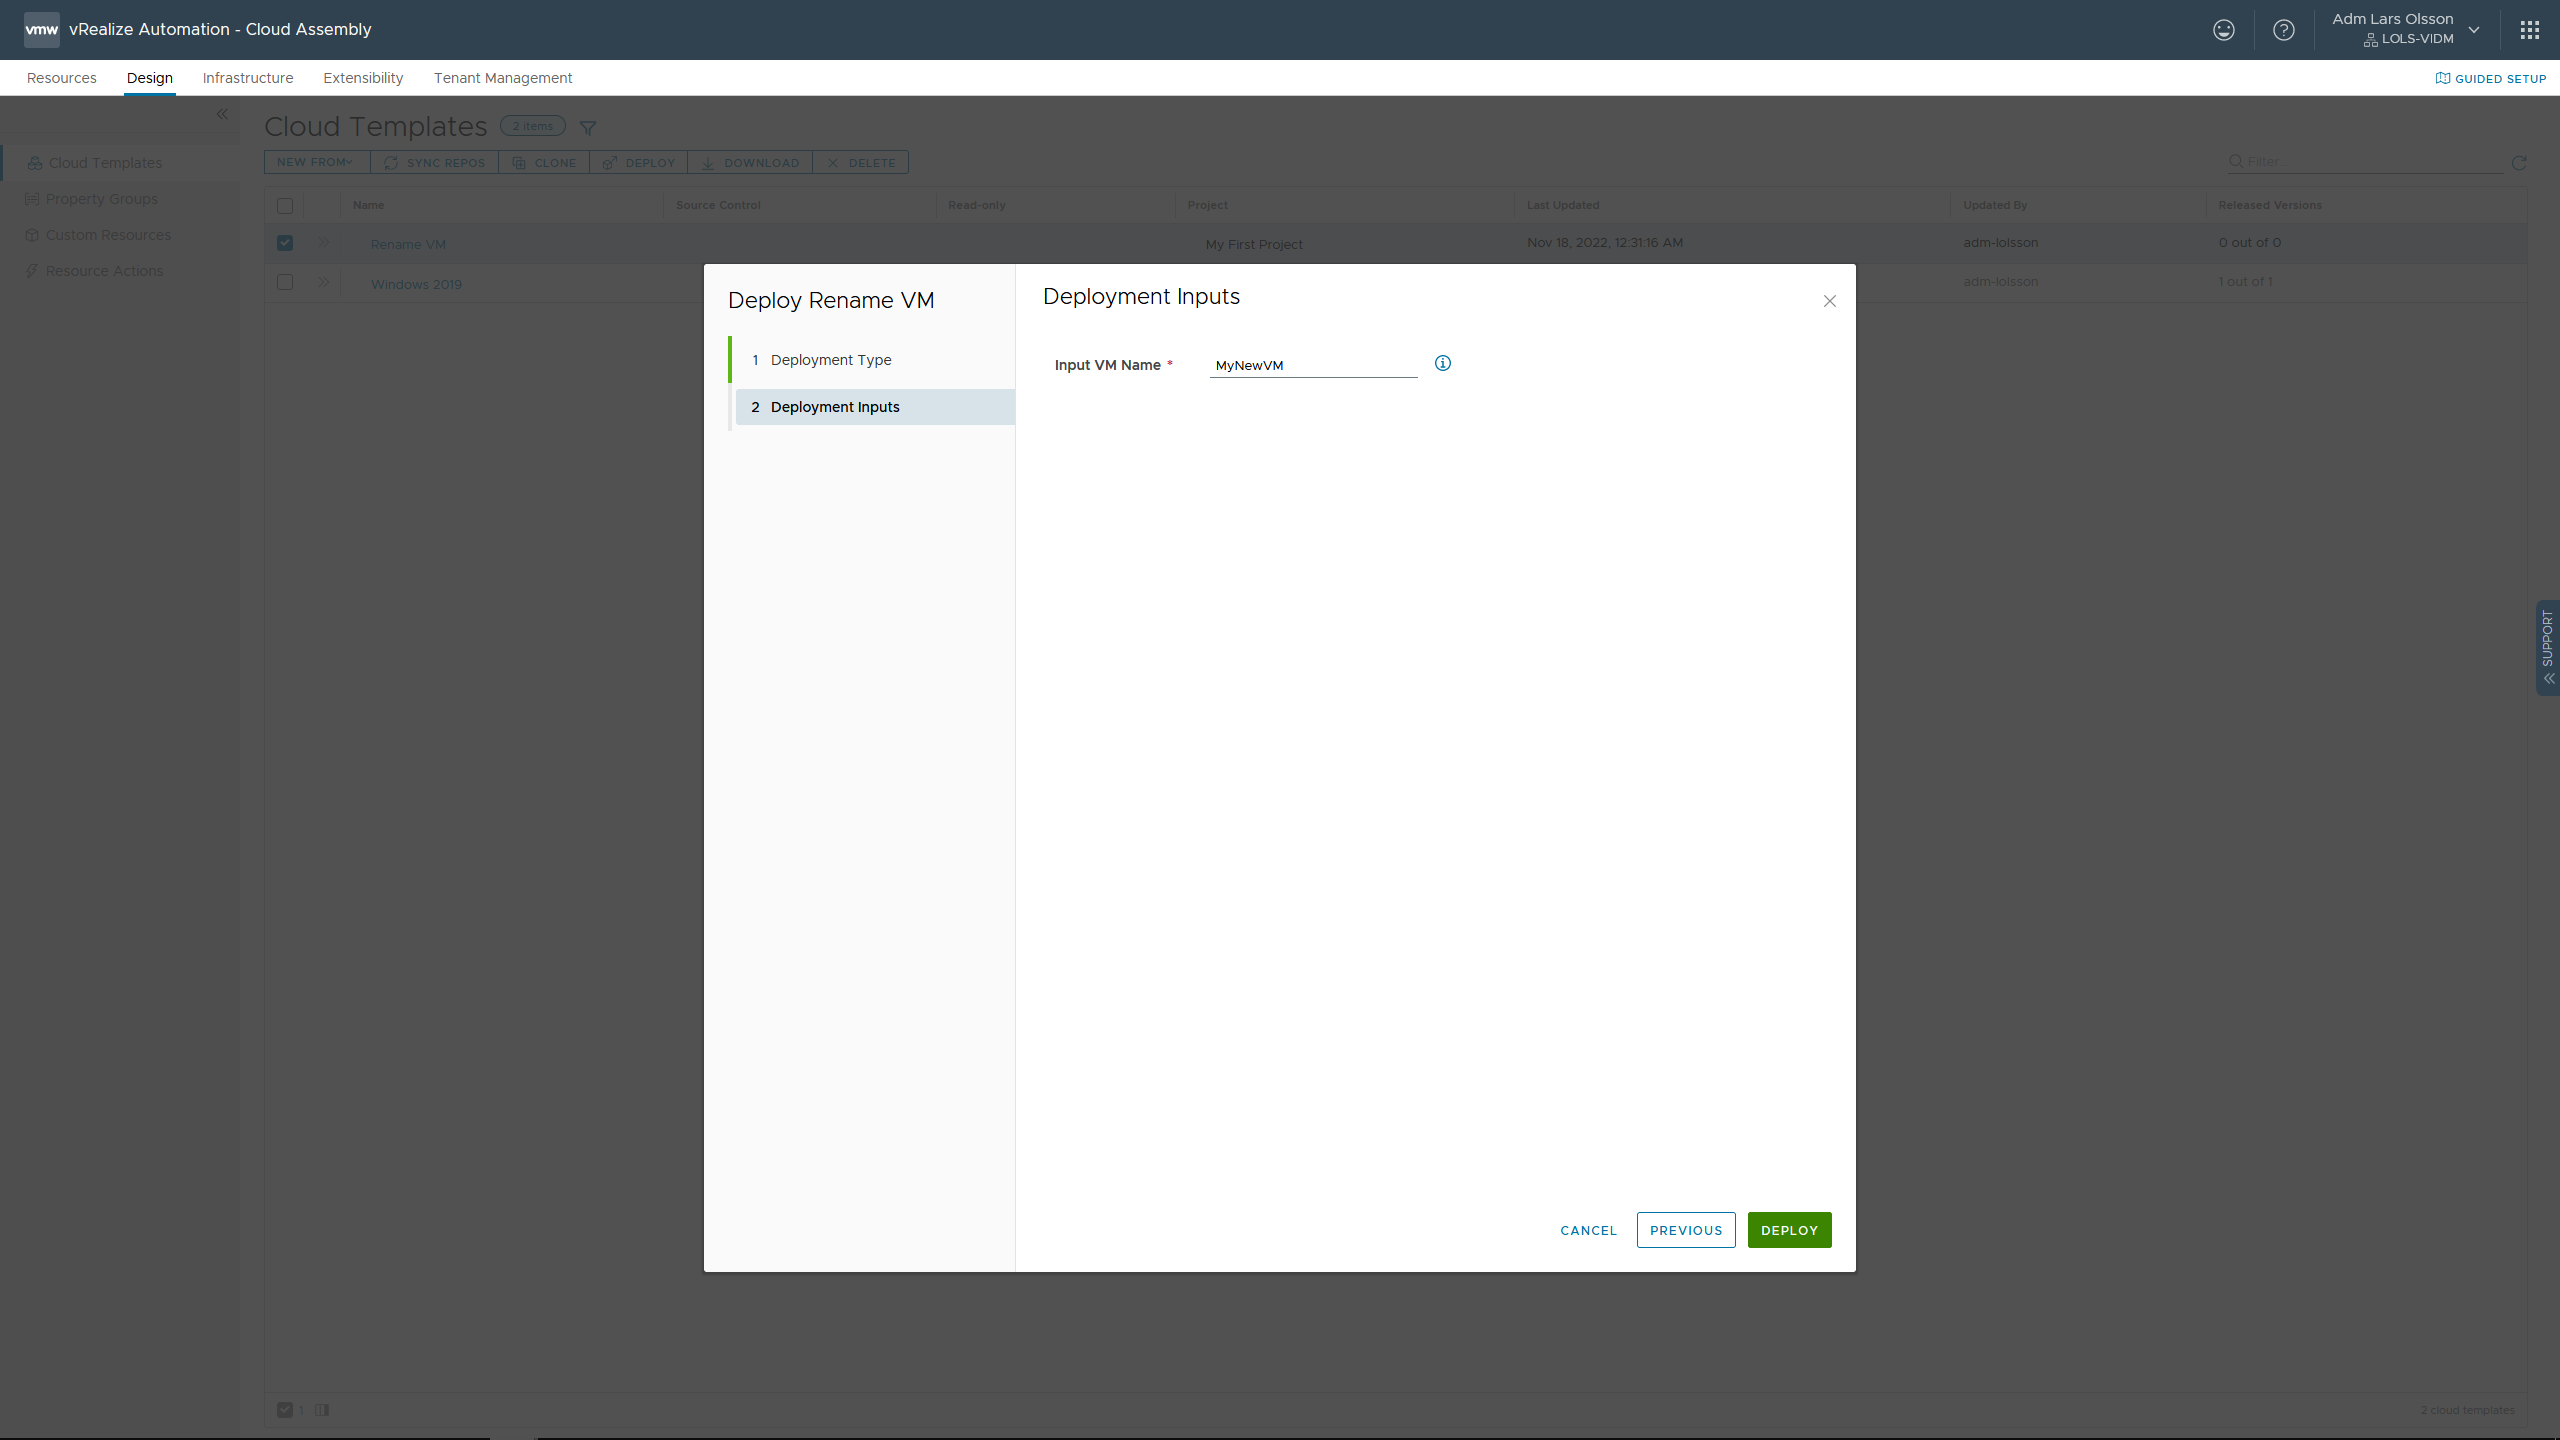 vmw vRealize Automation - Cloud Assembly
Adm Lars Olsson
LOLS-VIDM
Resources Design Infrastructure Extensibility Tenant Management
GUIDED SETUP
Cloud Templates 2 items
Cloud Templates
Property Groups
Custom Resources
Resource Actions
NEW FROM SYNC REPOS CLONE DEPLOY DOWNLOAD DELETE
Filter...
Name Source Control Read-only Project Last Updated Updated By Released Versions
Rename VM My First Project Nov 18, 2022, 12:31:16 AM adm-lolsson 0 out of 0
Windows 2019 adm-lolsson 1 out of 1
Deploy Rename VM
1 Deployment Type
2 Deployment Inputs
Deployment Inputs
Input VM Name * MyNewVM
CANCEL PREVIOUS DEPLOY
SUPPORT
1
2 cloud templates